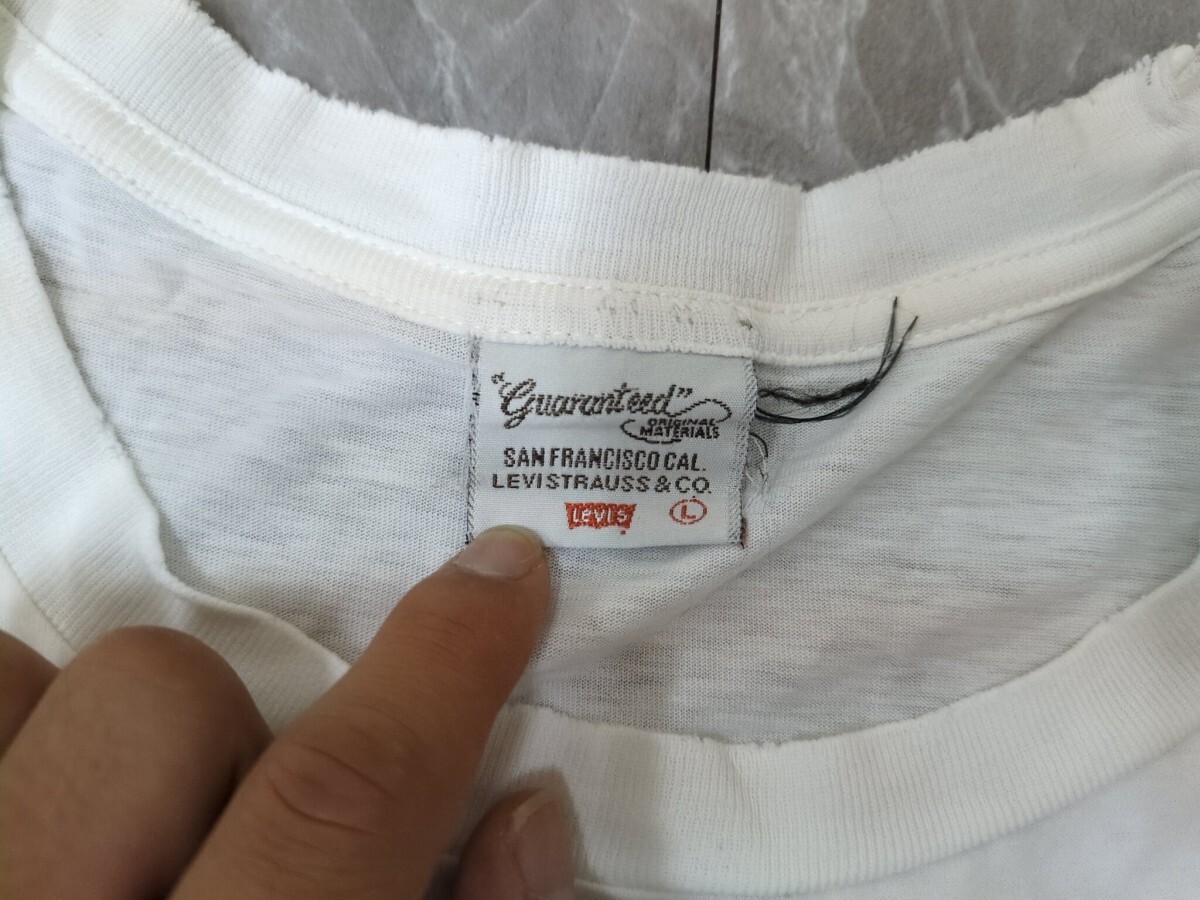 "Guaranteed"
ORIGINAL
MATERIALS
SAN FRANCISCO CAL.
LEVI STRAUSS & CO.
LEVI'S L